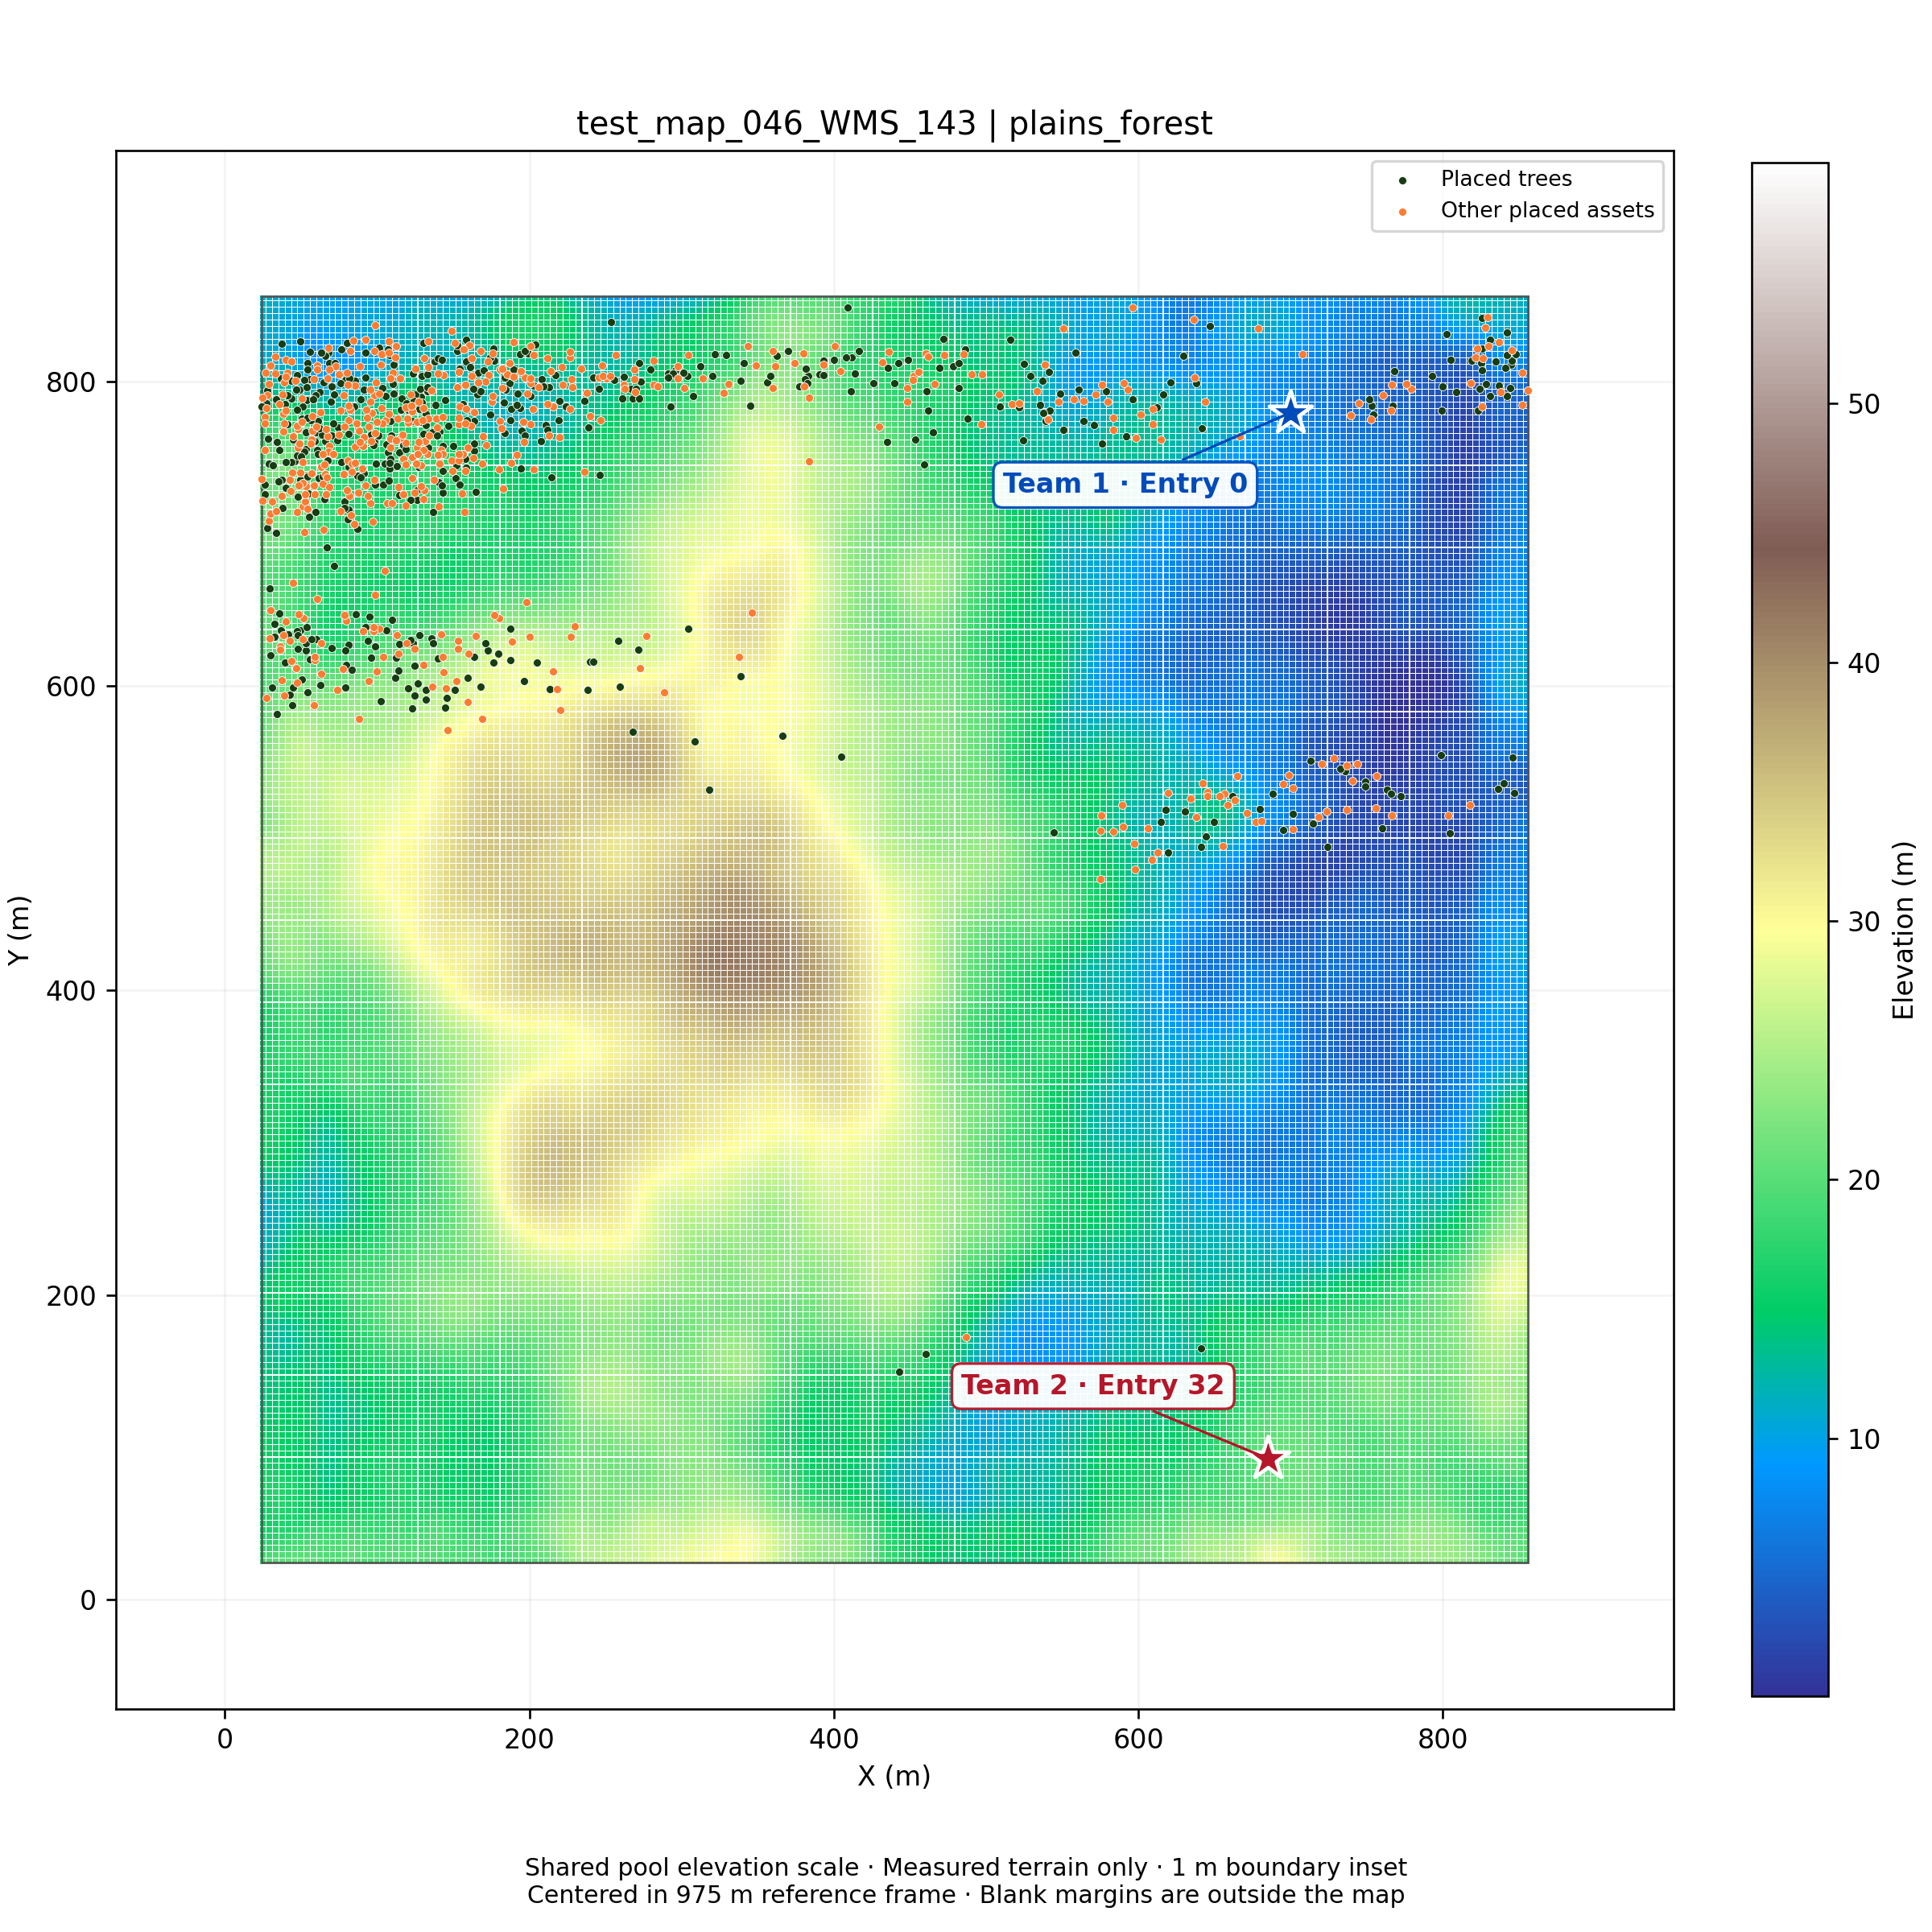 test_map_046_WMS_143 | plains_forest
Placed trees
Other placed assets
Team 1 · Entry 0
Team 2 · Entry 32
800
600
400
200
0
Y (m)
0 200 400 600 800
X (m)
50
40
30
20
10
Elevation (m)
Shared pool elevation scale · Measured terrain only · 1 m boundary inset
Centered in 975 m reference frame · Blank margins are outside the map